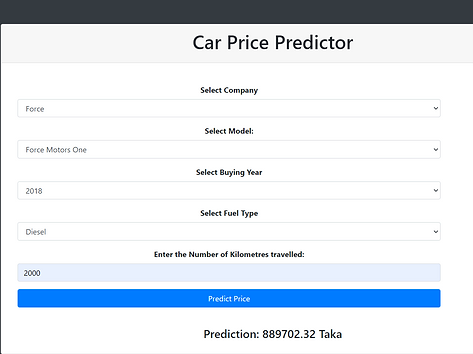 Car Price Predictor
Select Company
Force
Select Model:
Force Motors One
Select Buying Year
2018
Select Fuel Type
Diesel
Enter the Number of Kilometres travelled:
2000
Predict Price
Prediction: 889702.32 Taka